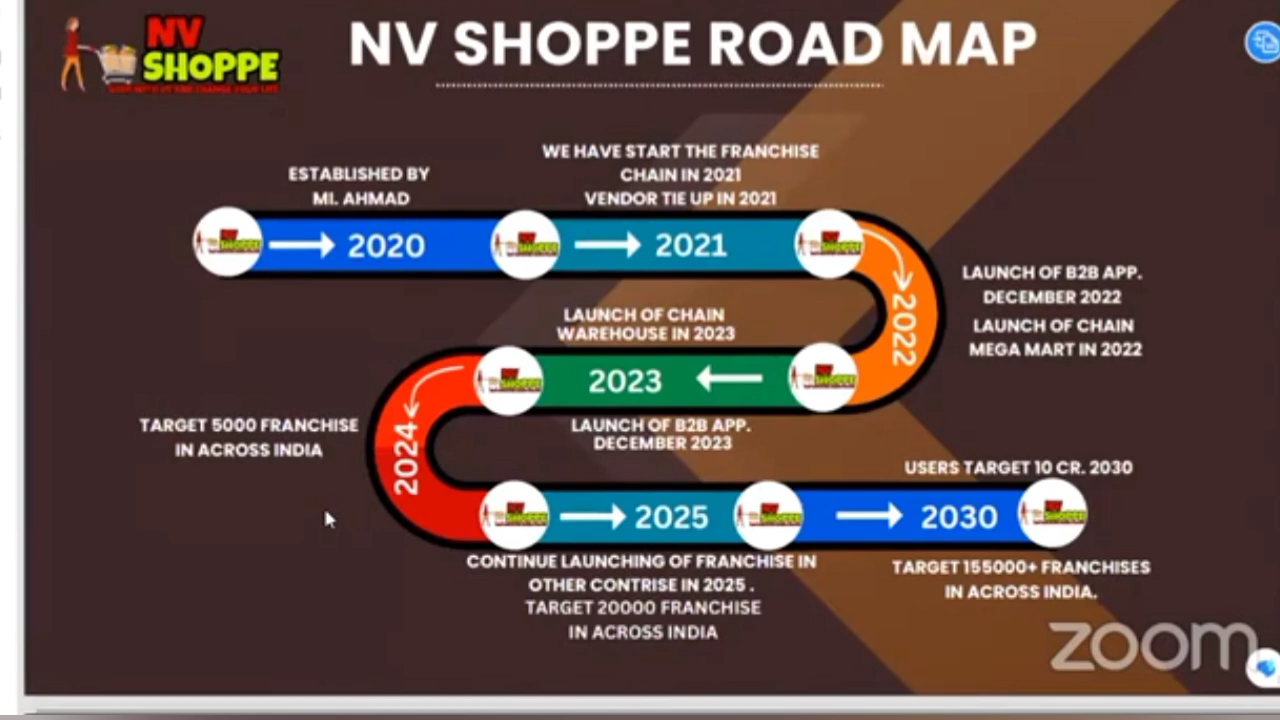 NV
SHOPPE
NV SHOPPE ROAD MAP
ESTABLISHED BY
MI. AHMAD
WE HAVE START THE FRANCHISE
CHAIN IN 2021
VENDOR TIE UP IN 2021
2020
2021
2022
LAUNCH OF B2B APP.
DECEMBER 2022
LAUNCH OF CHAIN
MEGA MART IN 2022
LAUNCH OF CHAIN
WAREHOUSE IN 2023
2023
LAUNCH OF B2B APP.
DECEMBER 2023
TARGET 5000 FRANCHISE
IN ACROSS INDIA
2024
2025
CONTINUE LAUNCHING OF FRANCHISE IN
OTHER CONTRISE IN 2025 .
TARGET 20000 FRANCHISE
IN ACROSS INDIA
USERS TARGET 10 CR. 2030
2030
TARGET 155000+ FRANCHISES
IN ACROSS INDIA.
zoom